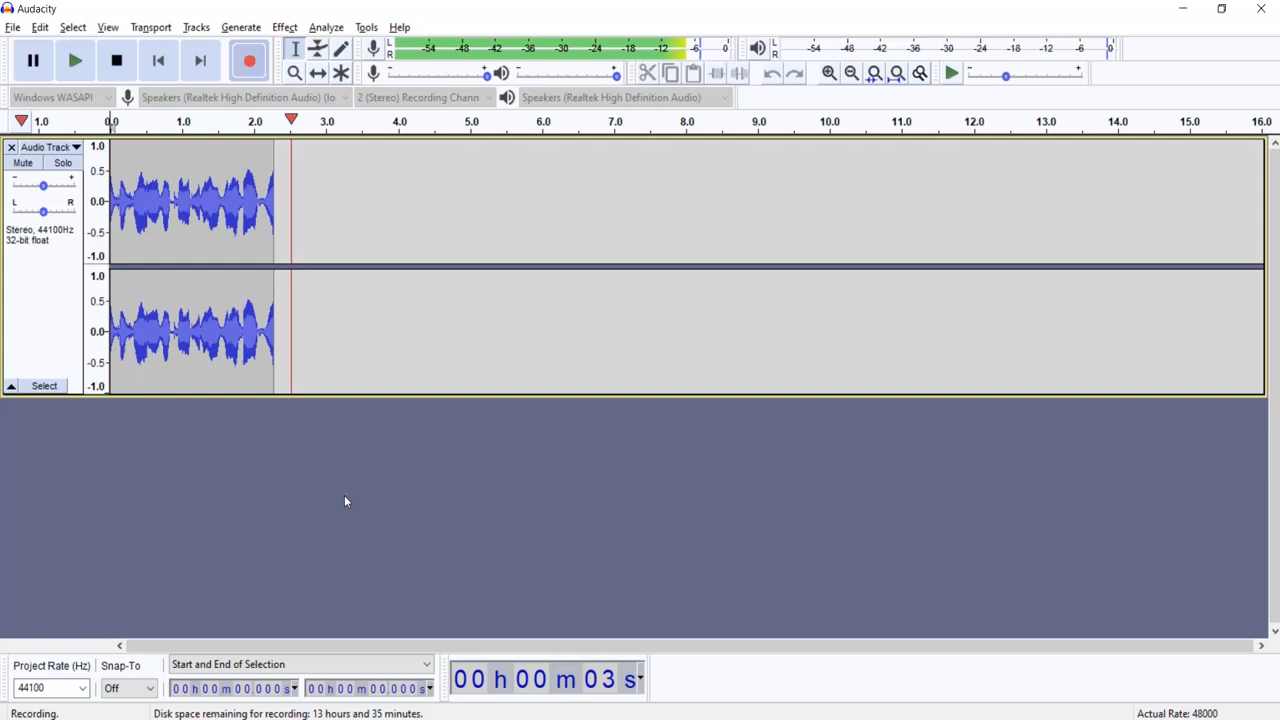 Audacity
File Edit Select View Transport Tracks Generate Effect Analyze Tools Help
L R -54 -48 -42 -36 -30 -24 -18 -12 -6 0
L R -54 -48 -42 -36 -30 -24 -18 -12 -6 0
Windows WASAPI Speakers (Realtek High Definition Audio) (lo 2 (Stereo) Recording Chann Speakers (Realtek High Definition Audio)
1.0 0.0 1.0 2.0 3.0 4.0 5.0 6.0 7.0 8.0 9.0 10.0 11.0 12.0 13.0 14.0 15.0 16.0
Audio Track
Mute Solo
- +
L R
Stereo, 44100Hz
32-bit float
Select
1.0
0.5
0.0
-0.5
-1.0
1.0
0.5
0.0
-0.5
-1.0
Project Rate (Hz) Snap-To Start and End of Selection
44100 Off 00 h 00 m 00.000 s 00 h 00 m 00.000 s
00 h 00 m 03 s
Recording. Disk space remaining for recording: 13 hours and 35 minutes. Actual Rate: 48000